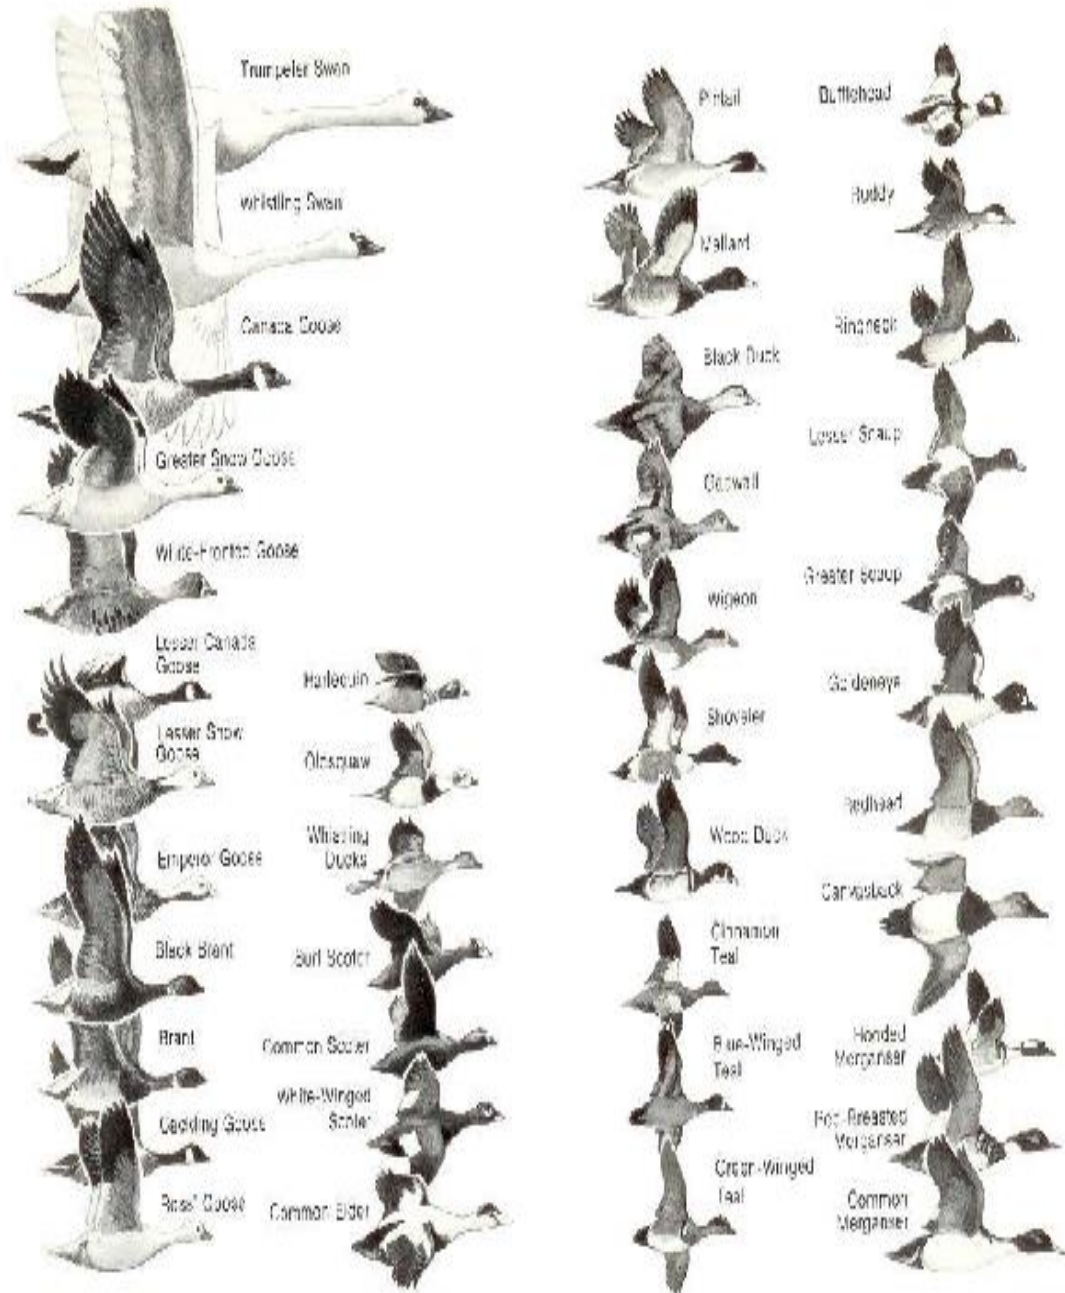 Trumpeter Swan
Whistling Swan
Canada Goose
Greater Snow Goose
White-Fronted Goose
Lesser Canada
Goose
Lesser Snow
Goose
Emperor Goose
Black Brant
Brant
Cackling Goose
Ross' Goose
Harlequin
Oldsquaw
Whistling
Ducks
Surf Scoter
Common Scoter
White-Winged
Scoter
Common Eider
Pintail
Mallard
Black Duck
Gadwall
Wigeon
Shoveler
Wood Duck
Cinnamon
Teal
Blue-Winged
Teal
Green-Winged
Teal
Bufflehead
Ruddy
Ringneck
Lesser Scaup
Greater Scaup
Goldeneye
Redhead
Canvasback
Hooded
Merganser
Red-Breasted
Merganser
Common
Merganser